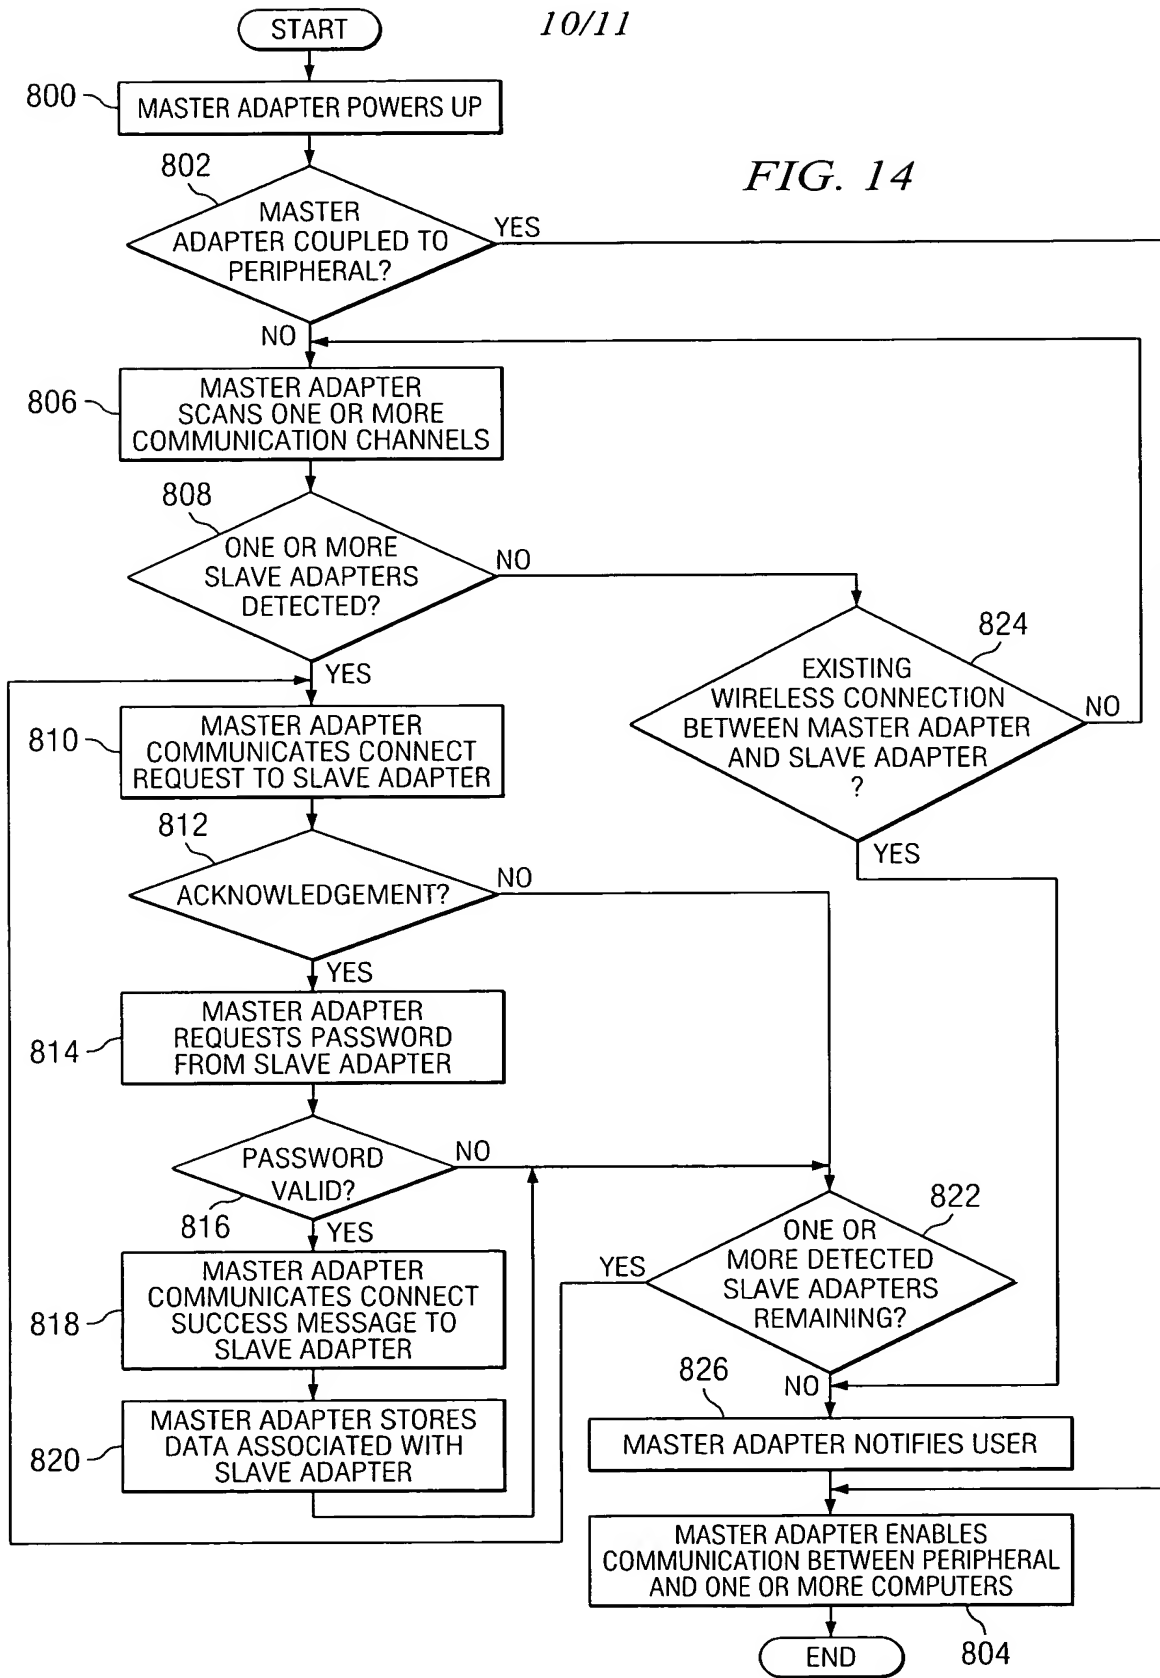 START
10/11
800
MASTER ADAPTER POWERS UP
FIG. 14
802
MASTER
ADAPTER COUPLED TO
PERIPHERAL?
YES
NO
806
MASTER ADAPTER
SCANS ONE OR MORE
COMMUNICATION CHANNELS
808
ONE OR MORE
SLAVE ADAPTERS
DETECTED?
NO
YES
824
EXISTING
WIRELESS CONNECTION
BETWEEN MASTER ADAPTER
AND SLAVE ADAPTER
?
NO
YES
810
MASTER ADAPTER
COMMUNICATES CONNECT
REQUEST TO SLAVE ADAPTER
812
ACKNOWLEDGEMENT?
NO
YES
814
MASTER ADAPTER
REQUESTS PASSWORD
FROM SLAVE ADAPTER
PASSWORD
VALID?
816
NO
YES
818
MASTER ADAPTER
COMMUNICATES CONNECT
SUCCESS MESSAGE TO
SLAVE ADAPTER
820
MASTER ADAPTER STORES
DATA ASSOCIATED WITH
SLAVE ADAPTER
822
ONE OR
MORE DETECTED
SLAVE ADAPTERS
REMAINING?
YES
NO
826
MASTER ADAPTER NOTIFIES USER
MASTER ADAPTER ENABLES
COMMUNICATION BETWEEN PERIPHERAL
AND ONE OR MORE COMPUTERS
804
END